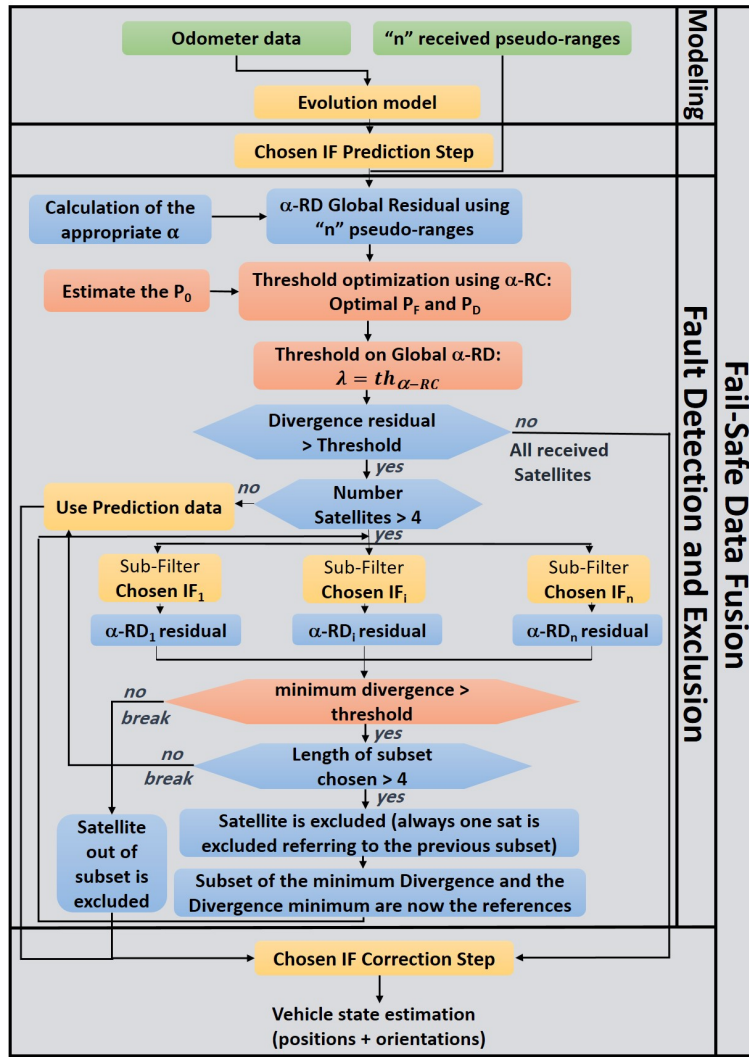 Odometer data
“n” received pseudo-ranges
Evolution model
Modeling
Chosen IF Prediction Step
Calculation of the
appropriate α
α-RD Global Residual using
“n” pseudo-ranges
Estimate the P₀
Threshold optimization using α-RC:
Optimal P_F and P_D
Threshold on Global α-RD:
λ = th_α−RC
Divergence residual
> Threshold
no
All received
Satellites
yes
Number
Satellites > 4
no
Use Prediction data
yes
Sub-Filter
Chosen IF₁
Sub-Filter
Chosen IFᵢ
Sub-Filter
Chosen IFₙ
α-RD₁ residual
α-RDᵢ residual
α-RDₙ residual
minimum divergence >
threshold
no
break
yes
Length of subset
chosen > 4
no
break
yes
Satellite
out of
subset is
excluded
Satellite is excluded (always one sat is
excluded referring to the previous subset)
Subset of the minimum Divergence and the
Divergence minimum are now the references
Fault Detection and Exclusion
Fail-Safe Data Fusion
Chosen IF Correction Step
Vehicle state estimation
(positions + orientations)